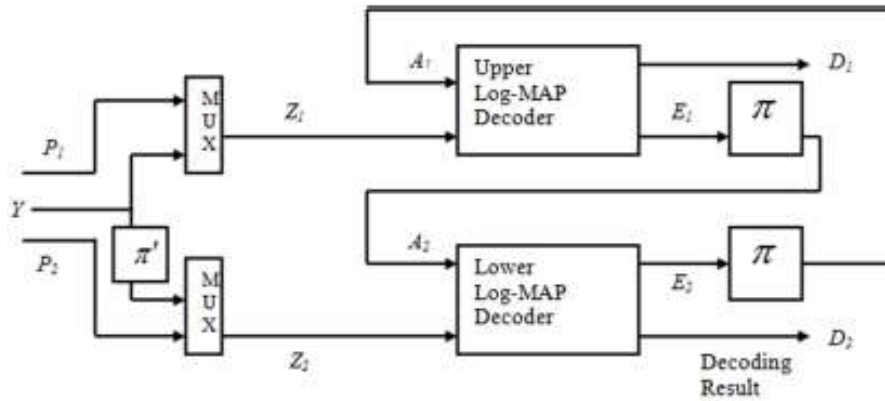 A₁
Upper
Log-MAP
Decoder
D₁
E₁
π
M
U
X
Z₁
P₁
Y
π'
P₂
M
U
X
Z₂
A₂
Lower
Log-MAP
Decoder
E₂
π
D₂
Decoding
Result